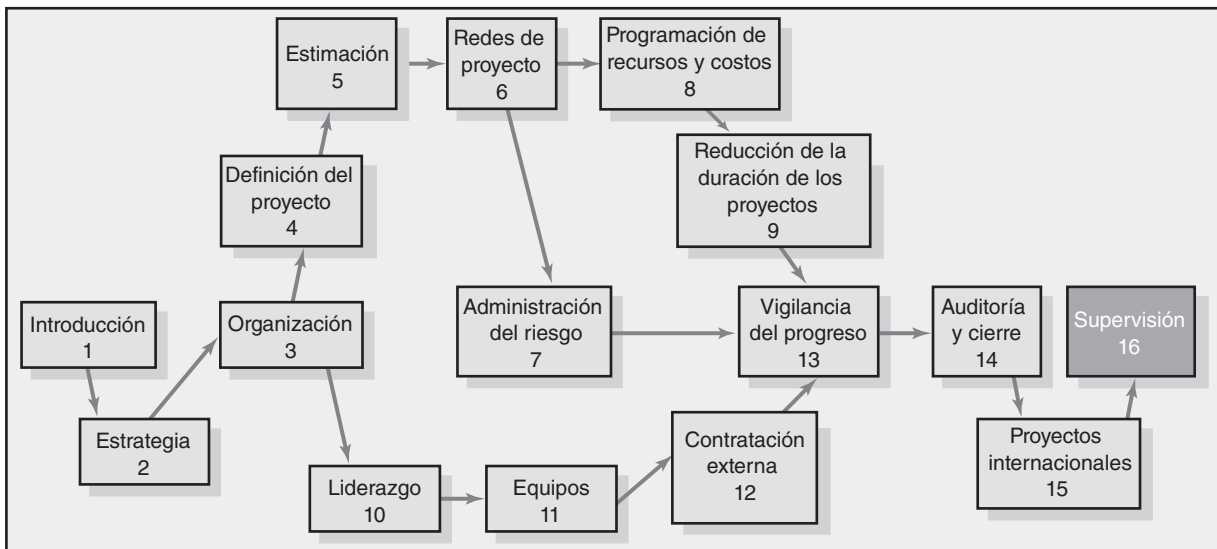 Introducción
1
Estrategia
2
Organización
3
Definición del
proyecto
4
Estimación
5
Redes de
proyecto
6
Administración
del riesgo
7
Programación de
recursos y costos
8
Reducción de la
duración de los
proyectos
9
Liderazgo
10
Equipos
11
Contratación
externa
12
Vigilancia
del progreso
13
Auditoría
y cierre
14
Proyectos
internacionales
15
Supervisión
16